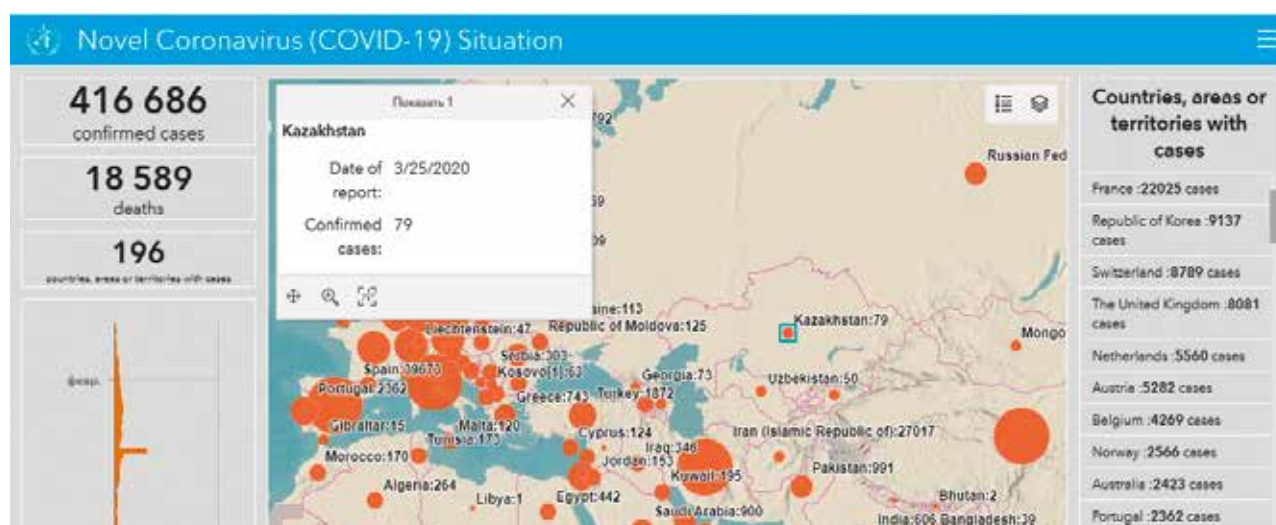 Novel Coronavirus (COVID-19) Situation
416 686
confirmed cases
18 589
deaths
196
countries, areas or territories with cases
февр.
Показать 1
Kazakhstan
Date of report: 3/25/2020
Confirmed cases: 79
792
39
09
Russian Fed
aine:113
Liechtenstein:47
Republic of Moldova:125
Kazakhstan:79
Mongo
Spain:39673
Serbia:303
Kosovo[1]:63
Georgia:73
Uzbekistan:50
Portugal:2362
Greece:743
Turkey:1872
Gibraltar:15
Malta:120
Tunisia:173
Cyprus:124
Iran (Islamic Republic of):27017
Morocco:170
Iraq:346
Jordan:153
Kuwait:195
Pakistan:991
Algeria:264
Libya:1
Egypt:442
Bhutan:2
Saudi Arabia:900
India:606
Bangladesh:39
Countries, areas or
territories with
cases
France :22025 cases
Republic of Korea :9137
cases
Switzerland :8789 cases
The United Kingdom :8081
cases
Netherlands :5560 cases
Austria :5282 cases
Belgium :4269 cases
Norway :2566 cases
Australia :2423 cases
Portugal :2362 cases